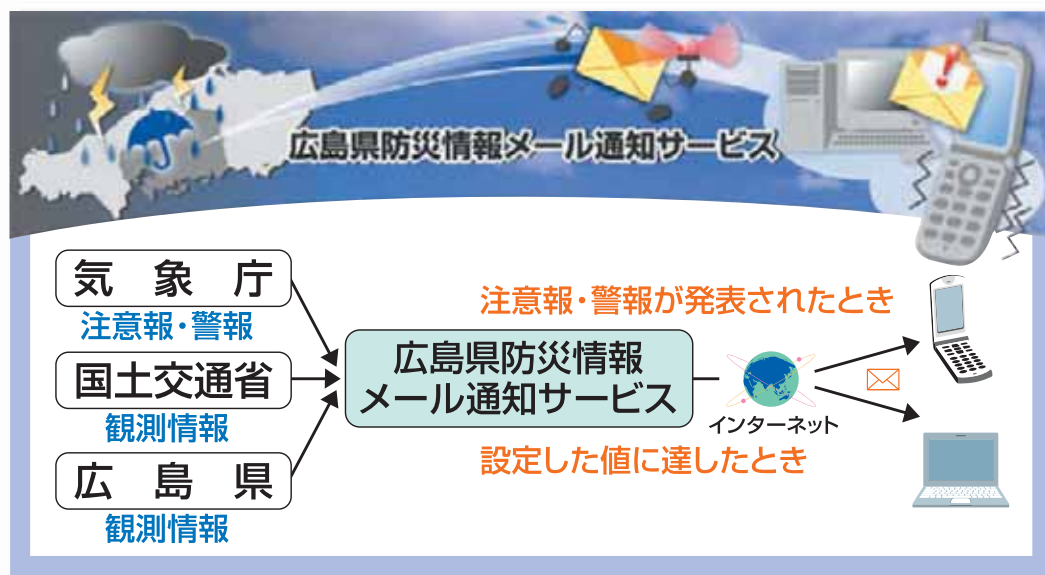 広島県防災情報メール通知サービス
気象庁
注意報・警報
国土交通省
観測情報
広島県
観測情報
広島県防災情報
メール通知サービス
注意報・警報が発表されたとき
インターネット
設定した値に達したとき